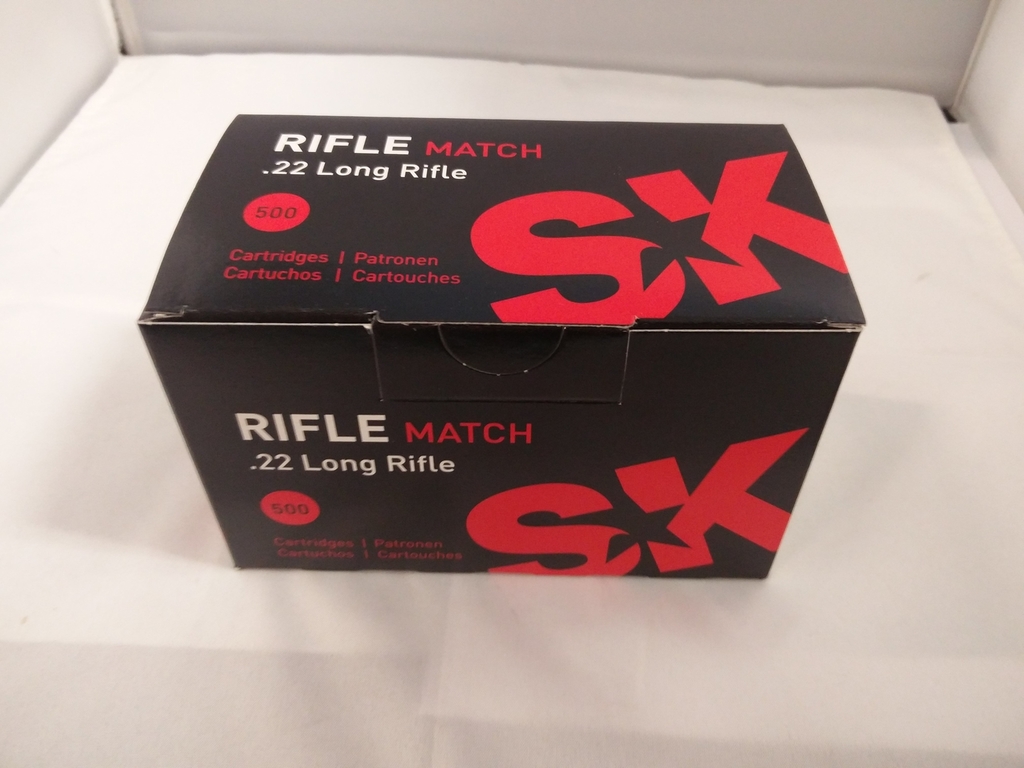 RIFLE MATCH
.22 Long Rifle
500
Cartridges | Patronen
Cartuchos | Cartouches
SK
RIFLE MATCH
.22 Long Rifle
500
Cartridges | Patronen
Cartuchos | Cartouches
SK